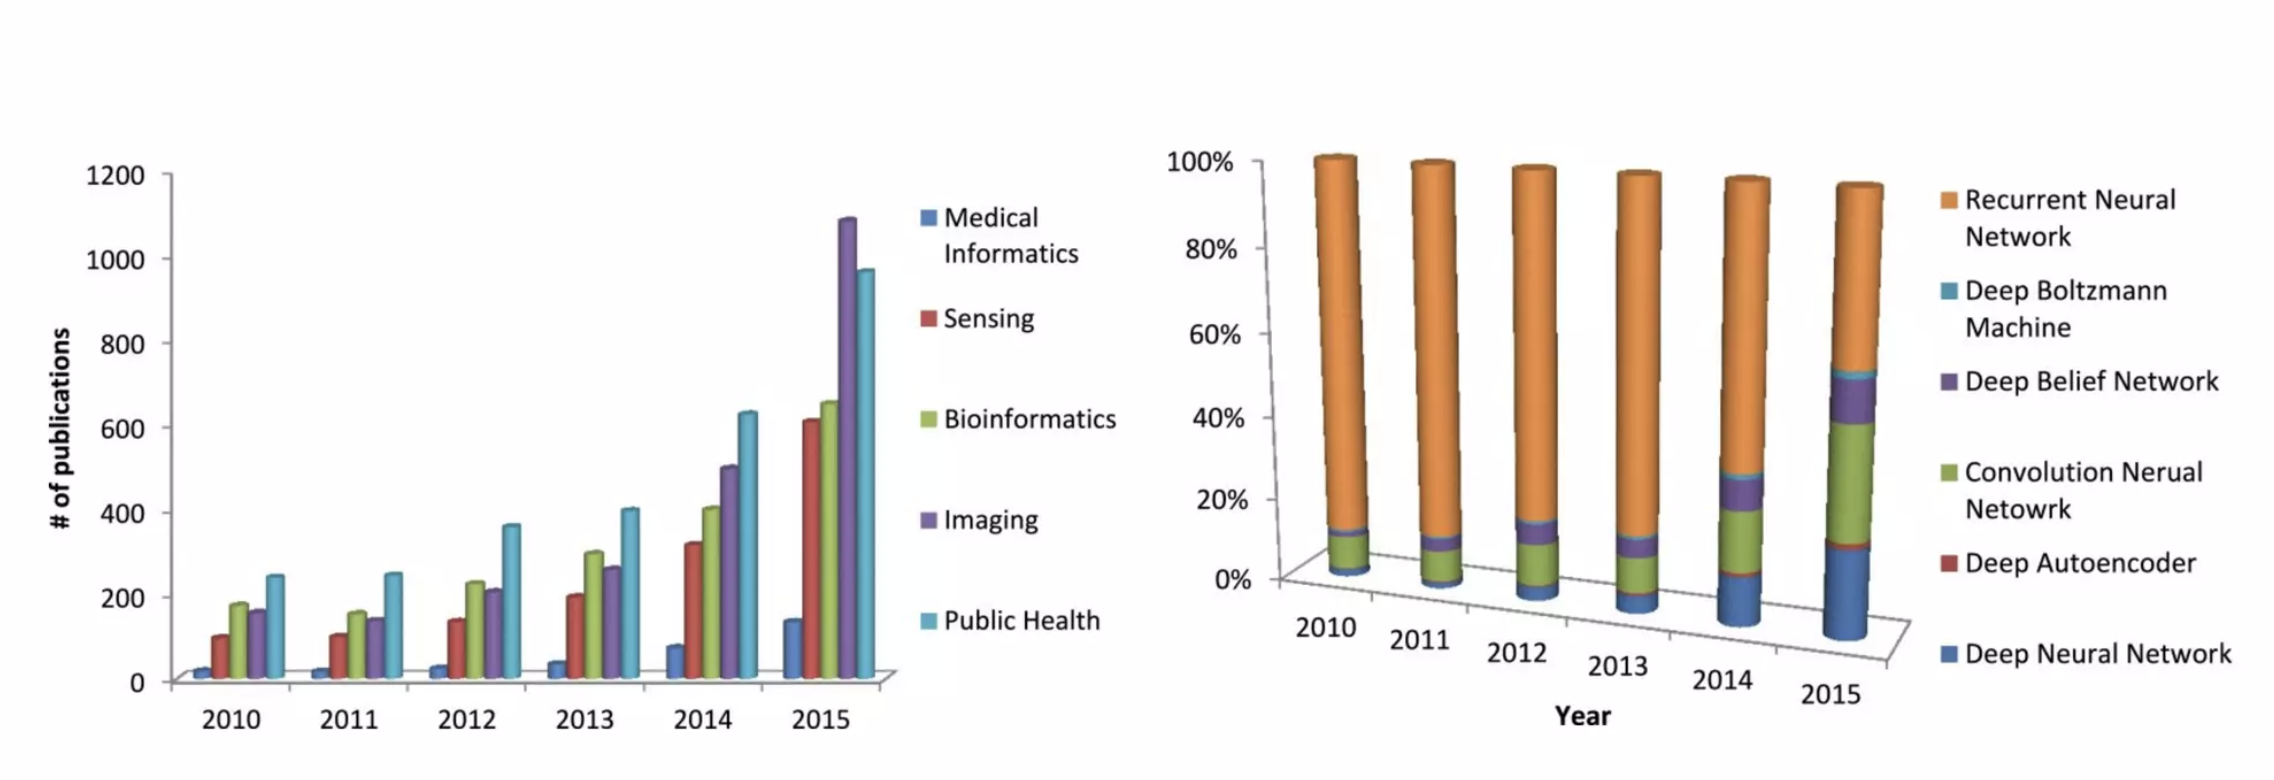 1200
1000
800
600
400
200
0
# of publications
2010 2011 2012 2013 2014 2015
Medical
Informatics
Sensing
Bioinformatics
Imaging
Public Health
100%
80%
60%
40%
20%
0%
2010 2011 2012 2013 2014 2015
Year
Recurrent Neural
Network
Deep Boltzmann
Machine
Deep Belief Network
Convolution Nerual
Netowrk
Deep Autoencoder
Deep Neural Network